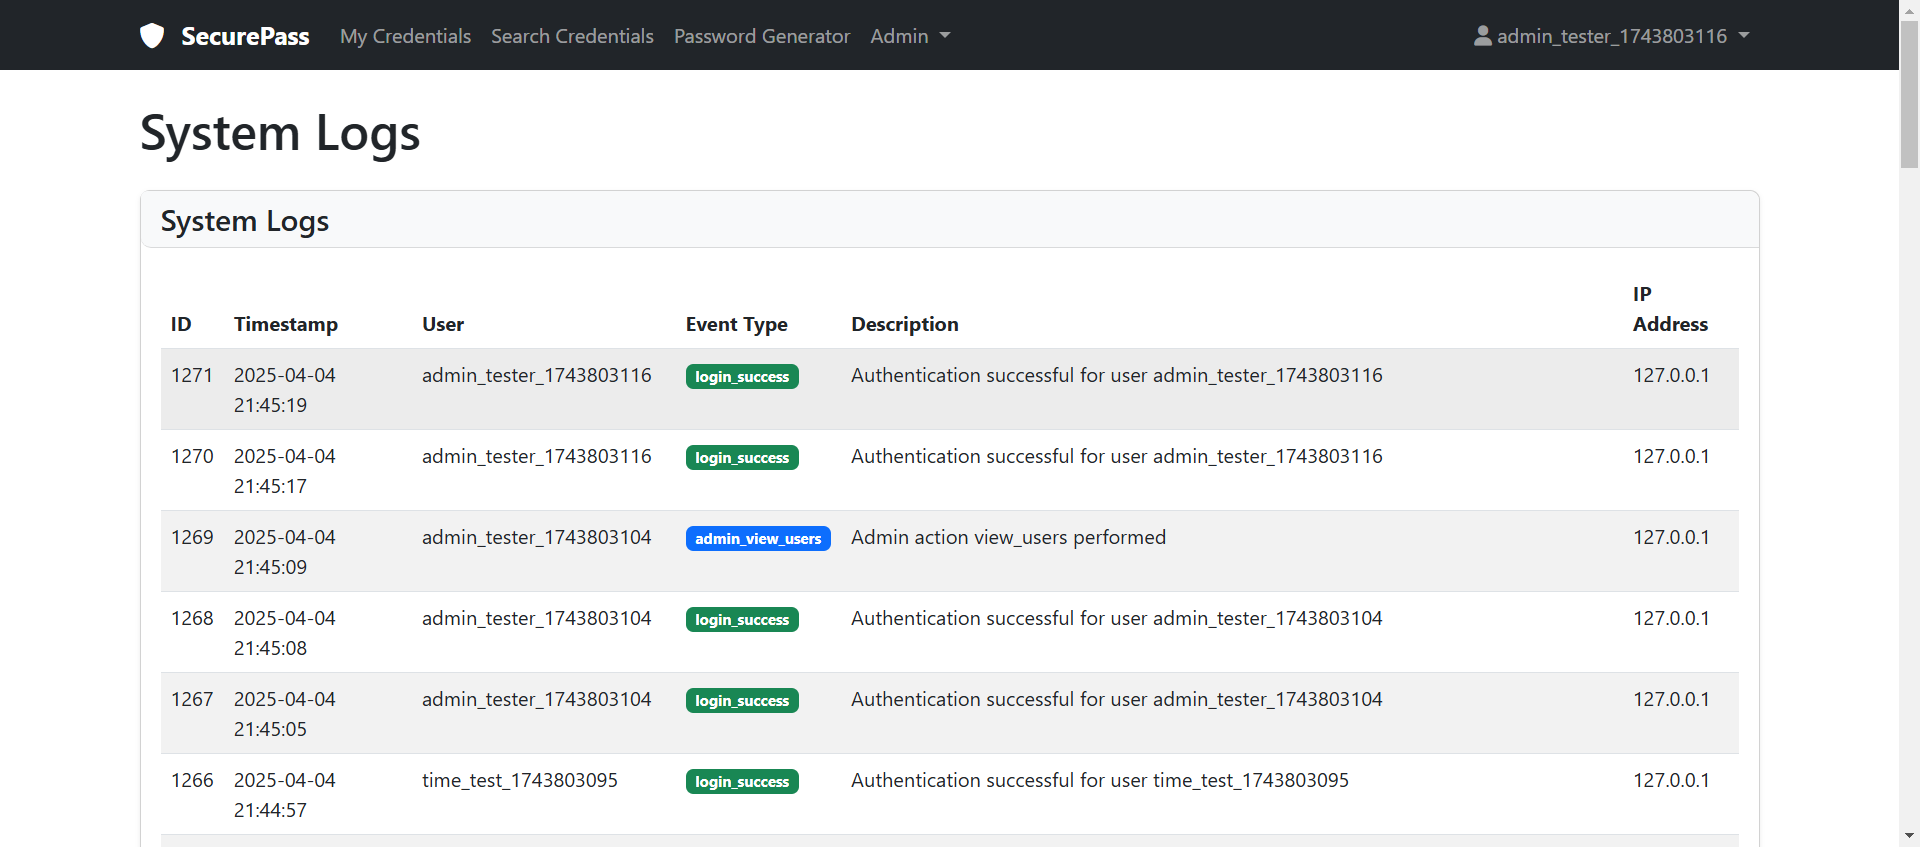 SecurePass My Credentials Search Credentials Password Generator Admin admin_tester_1743803116
System Logs
System Logs
ID Timestamp User Event Type Description IP Address
1271 2025-04-04 21:45:19 admin_tester_1743803116 login_success Authentication successful for user admin_tester_1743803116 127.0.0.1
1270 2025-04-04 21:45:17 admin_tester_1743803116 login_success Authentication successful for user admin_tester_1743803116 127.0.0.1
1269 2025-04-04 21:45:09 admin_tester_1743803104 admin_view_users Admin action view_users performed 127.0.0.1
1268 2025-04-04 21:45:08 admin_tester_1743803104 login_success Authentication successful for user admin_tester_1743803104 127.0.0.1
1267 2025-04-04 21:45:05 admin_tester_1743803104 login_success Authentication successful for user admin_tester_1743803104 127.0.0.1
1266 2025-04-04 21:44:57 time_test_1743803095 login_success Authentication successful for user time_test_1743803095 127.0.0.1